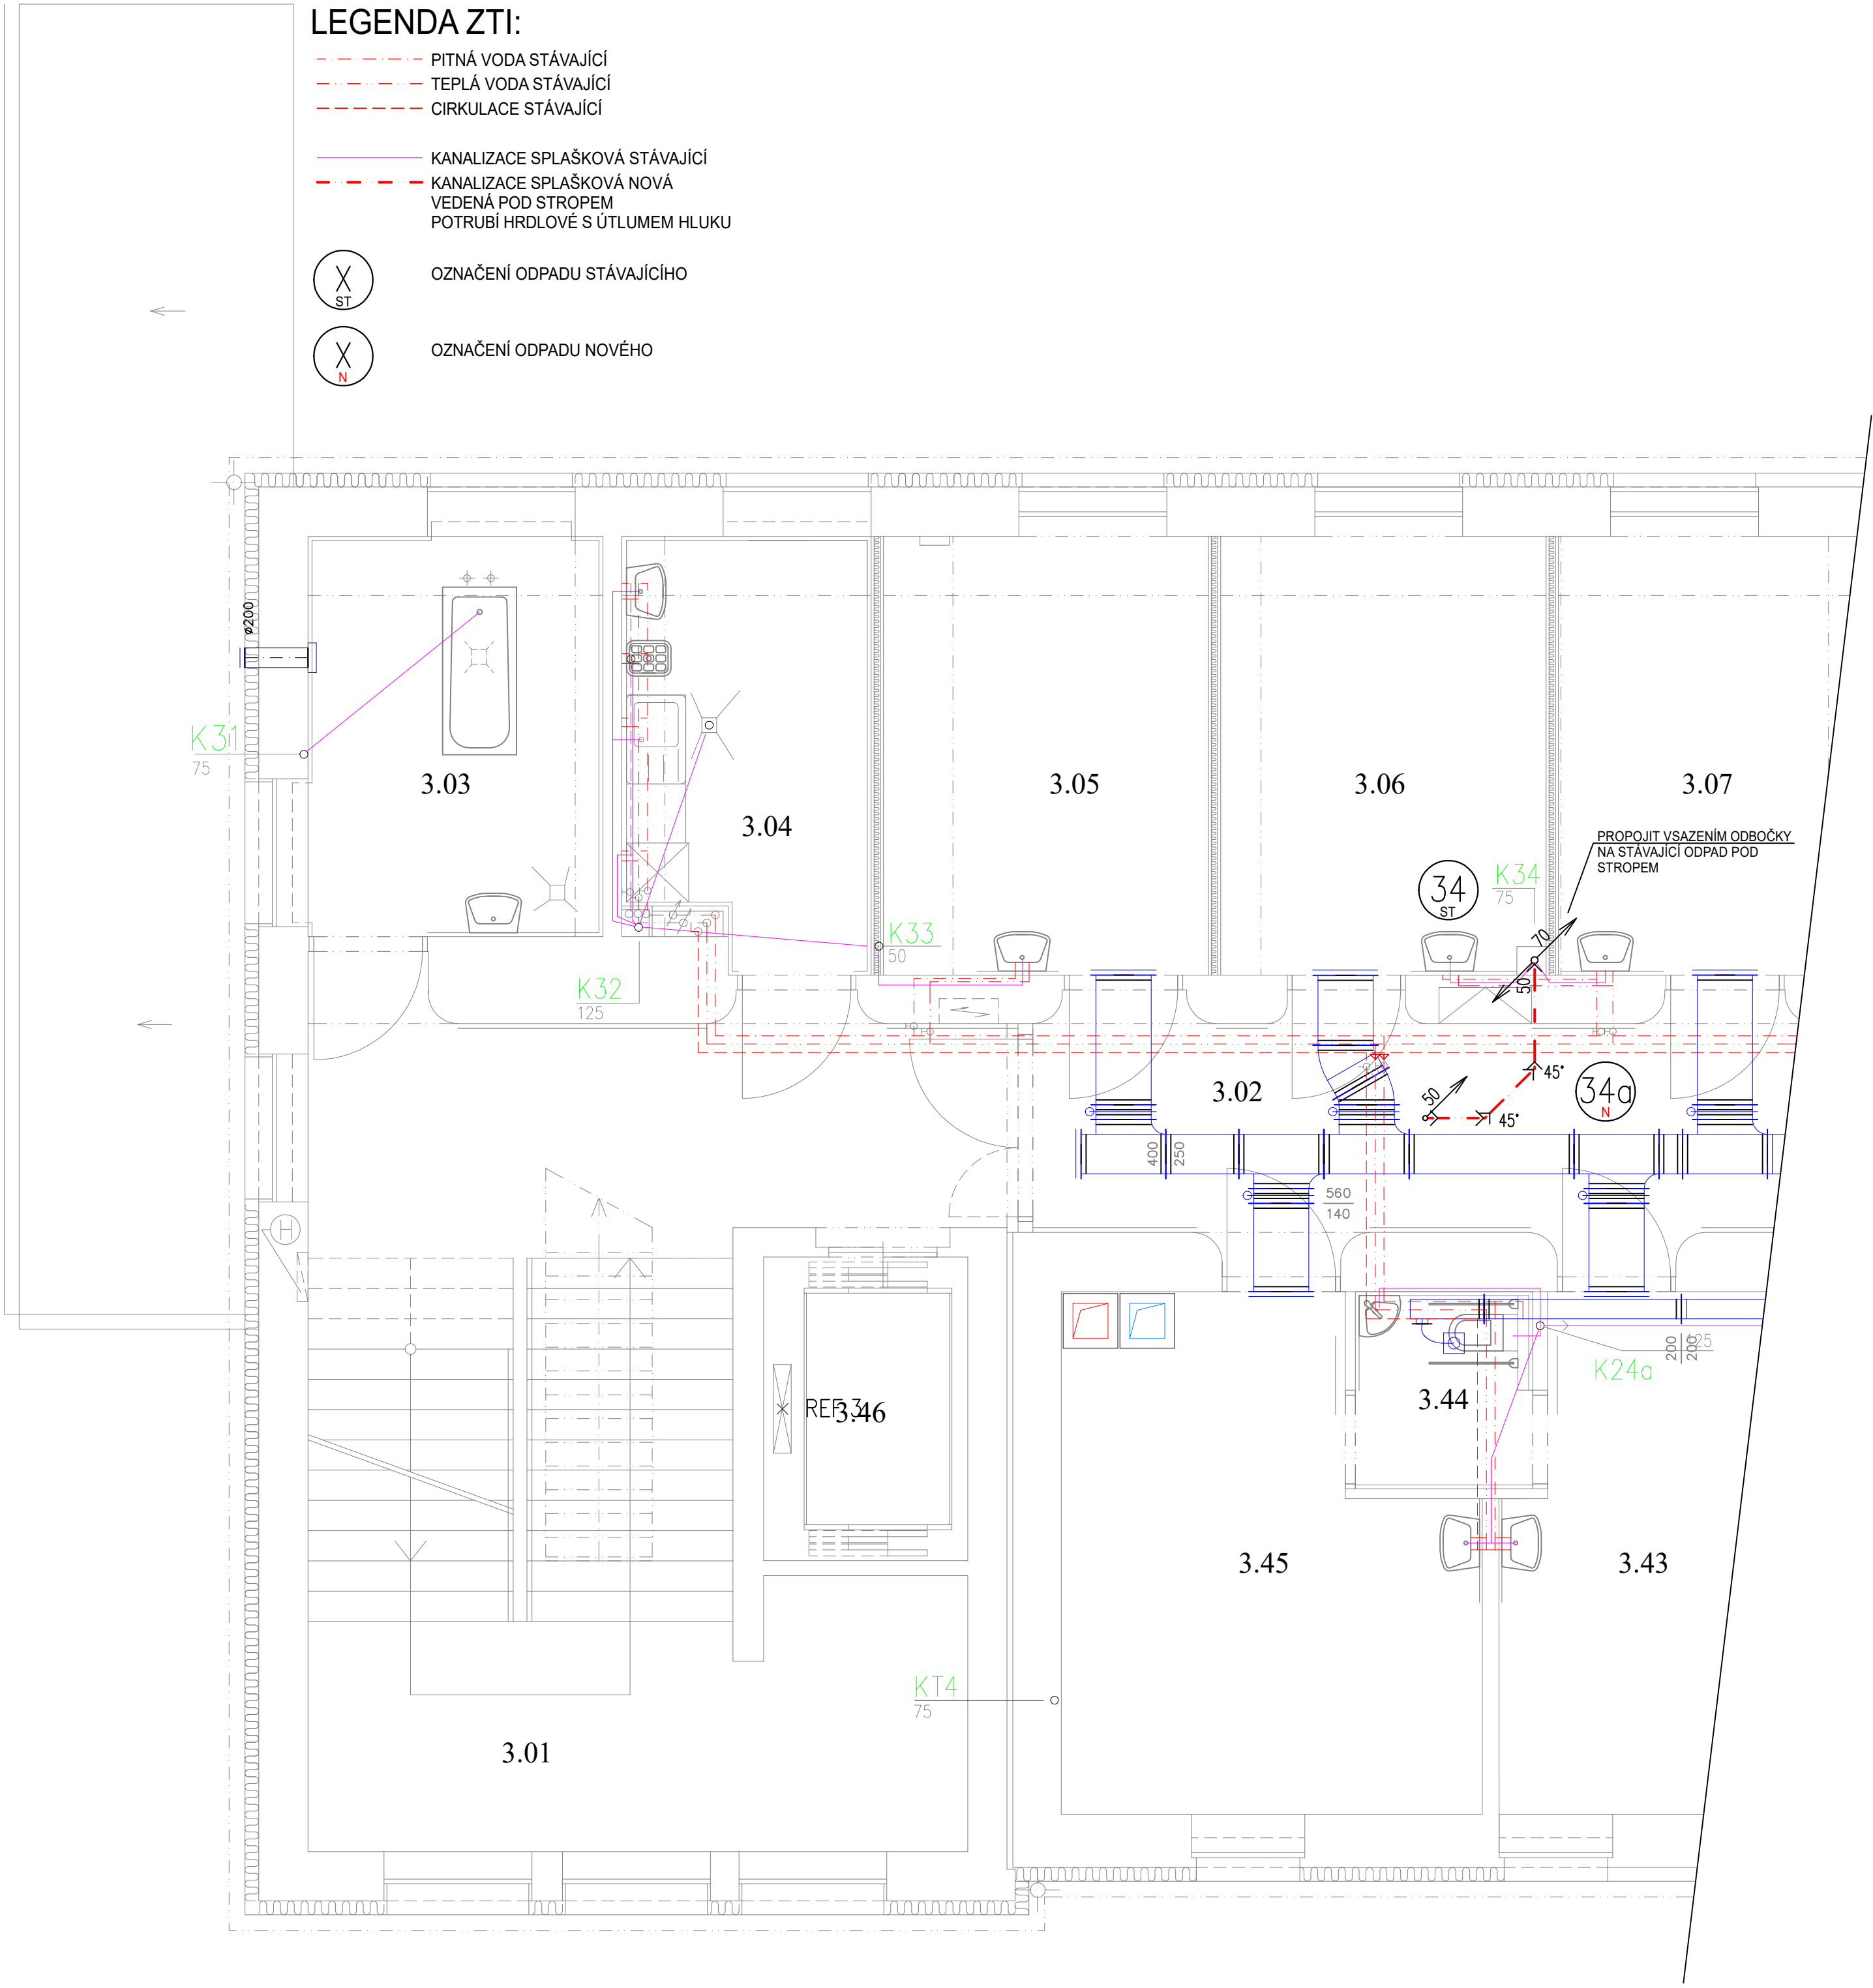 LEGENDA ZTI:
PITNÁ VODA STÁVAJÍCÍ
TEPLÁ VODA STÁVAJÍCÍ
CIRKULACE STÁVAJÍCÍ
KANALIZACE SPLAŠKOVÁ STÁVAJÍCÍ
KANALIZACE SPLAŠKOVÁ NOVÁ
VEDENÁ POD STROPEM
POTRUBÍ HRDLOVÉ S ÚTLUMEM HLUKU
X
ST
OZNAČENÍ ODPADU STÁVAJÍCÍHO
X
N
OZNAČENÍ ODPADU NOVÉHO
ø200
K31
75
3.03
3.04
3.05
3.06
3.07
PROPOJIT VSAZENÍM ODBOČKY
NA STÁVAJÍCÍ ODPAD POD
STROPEM
34
ST
K34
75
K33
50
70
50
K32
125
3.02
50
45°
45°
34a
N
400
250
560
140
H
REF 3
3.46
3.44
200
200
125
K24a
3.45
3.43
KT4
75
3.01